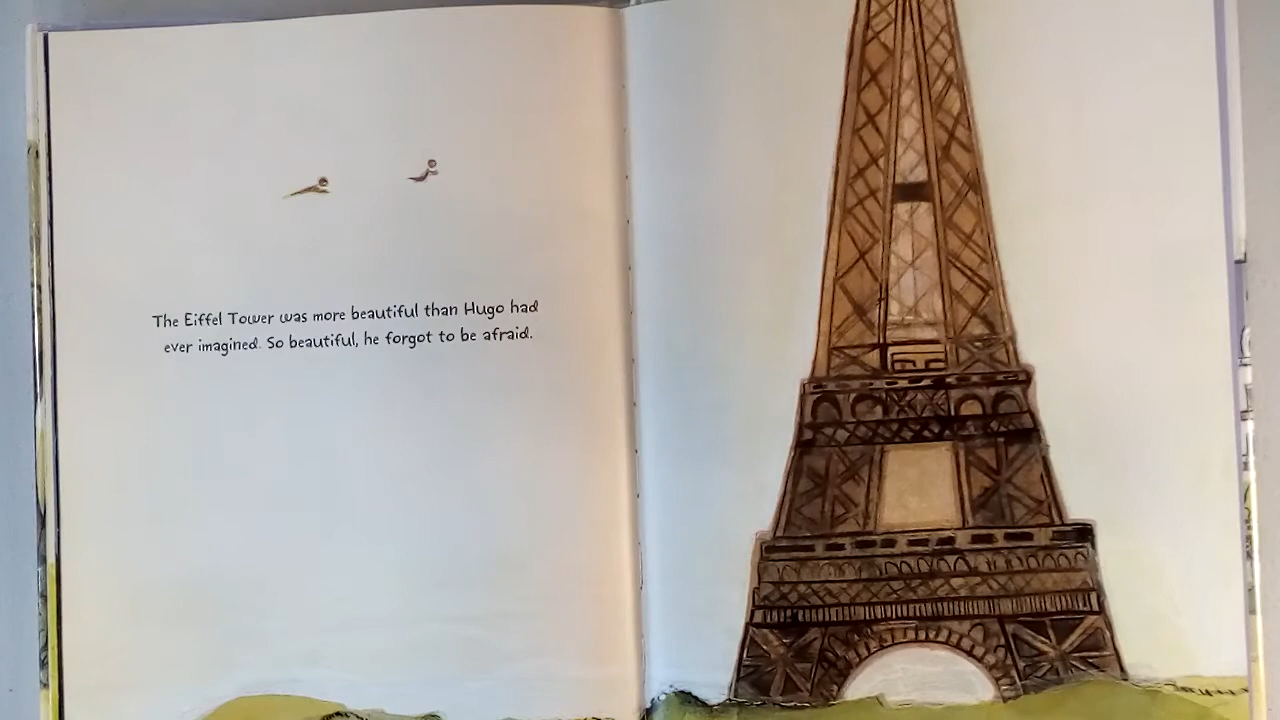 The Eiffel Tower was more beautiful than Hugo had
ever imagined. So beautiful, he forgot to be afraid.